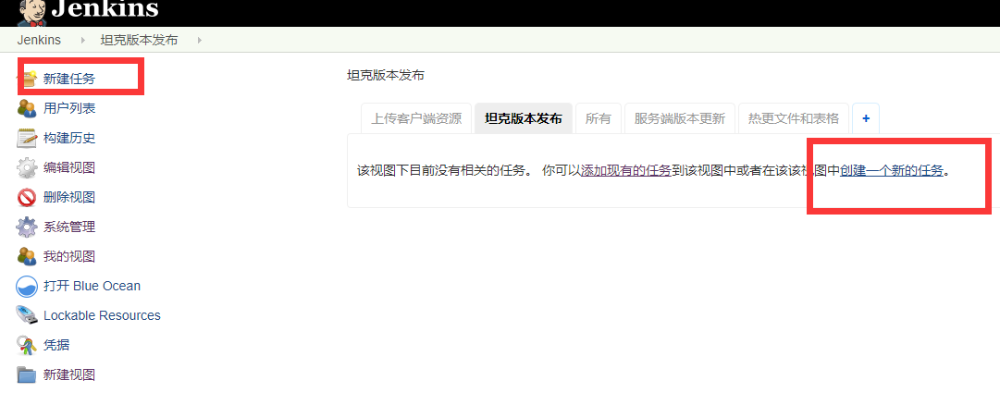 Jenkins
Jenkins 坦克版本发布
新建任务
用户列表
构建历史
编辑视图
删除视图
系统管理
我的视图
打开 Blue Ocean
Lockable Resources
凭据
新建视图
坦克版本发布
上传客户端资源 坦克版本发布 所有 服务端版本更新 热更文件和表格 +
该视图下目前没有相关的任务。 你可以添加现有的任务到该视图中或者在该该视图中创建一个新的任务。